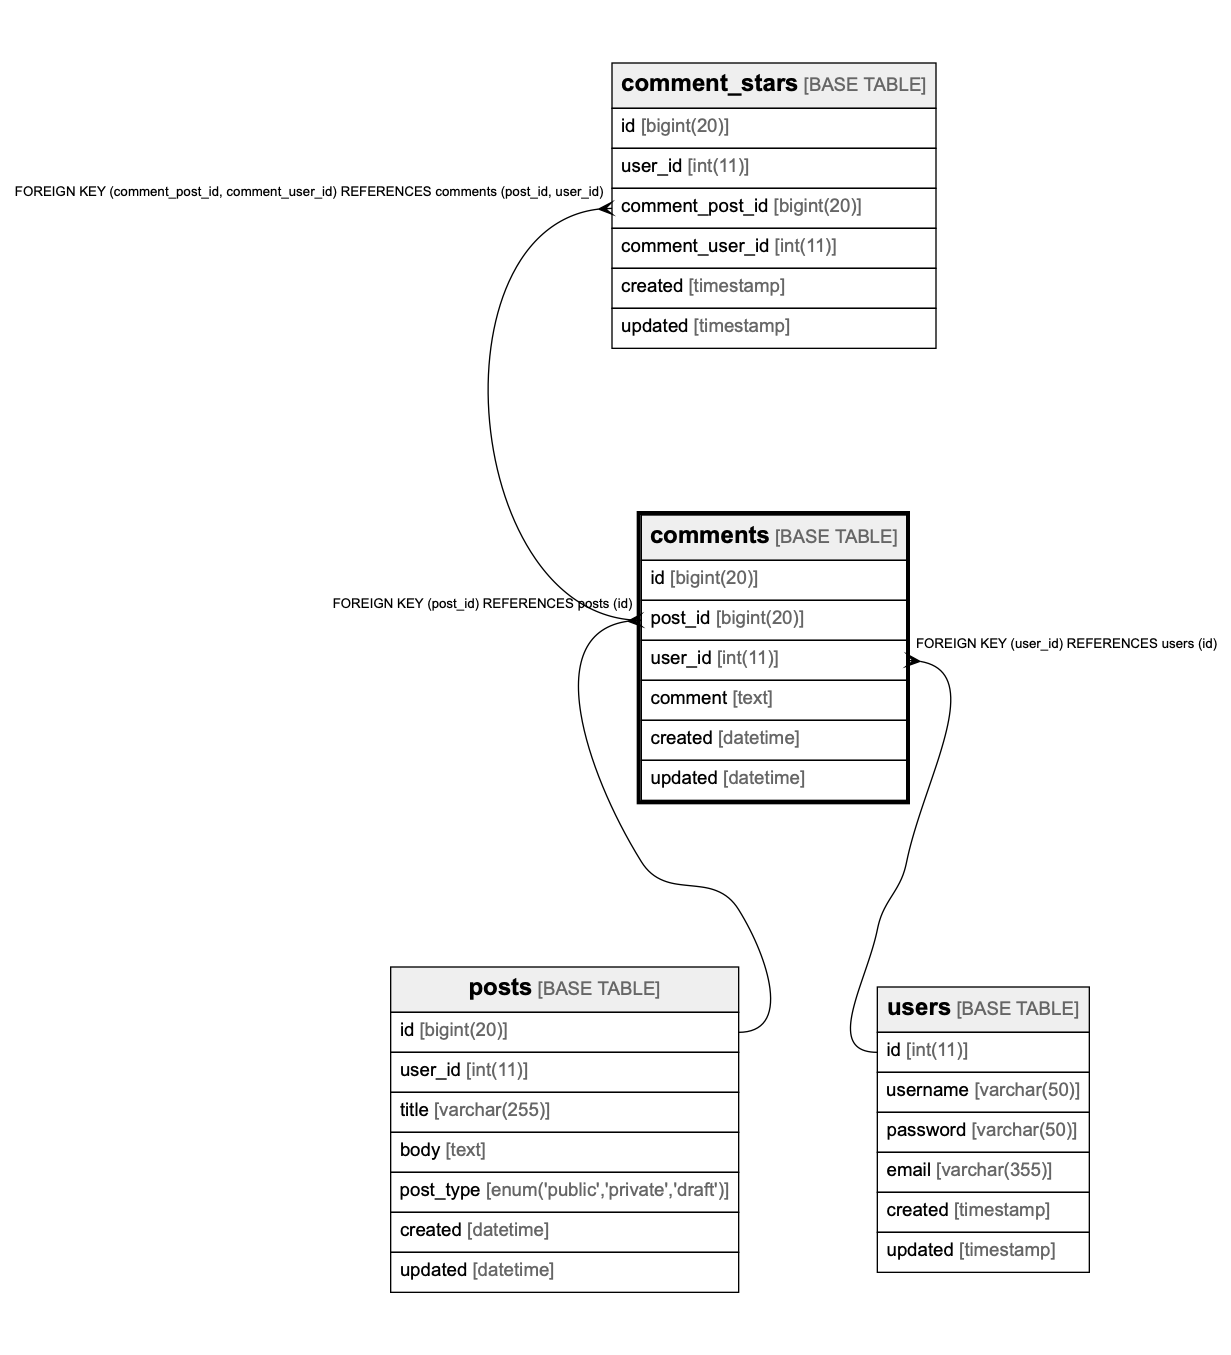 comment_stars [BASE TABLE]
id [bigint(20)]
user_id [int(11)]
FOREIGN KEY (comment_post_id, comment_user_id) REFERENCES comments (post_id, user_id)
comment_post_id [bigint(20)]
comment_user_id [int(11)]
created [timestamp]
updated [timestamp]
comments [BASE TABLE]
id [bigint(20)]
FOREIGN KEY (post_id) REFERENCES posts (id)
post_id [bigint(20)]
FOREIGN KEY (user_id) REFERENCES users (id)
user_id [int(11)]
comment [text]
created [datetime]
updated [datetime]
posts [BASE TABLE]
id [bigint(20)]
user_id [int(11)]
title [varchar(255)]
body [text]
post_type [enum('public','private','draft')]
created [datetime]
updated [datetime]
users [BASE TABLE]
id [int(11)]
username [varchar(50)]
password [varchar(50)]
email [varchar(355)]
created [timestamp]
updated [timestamp]